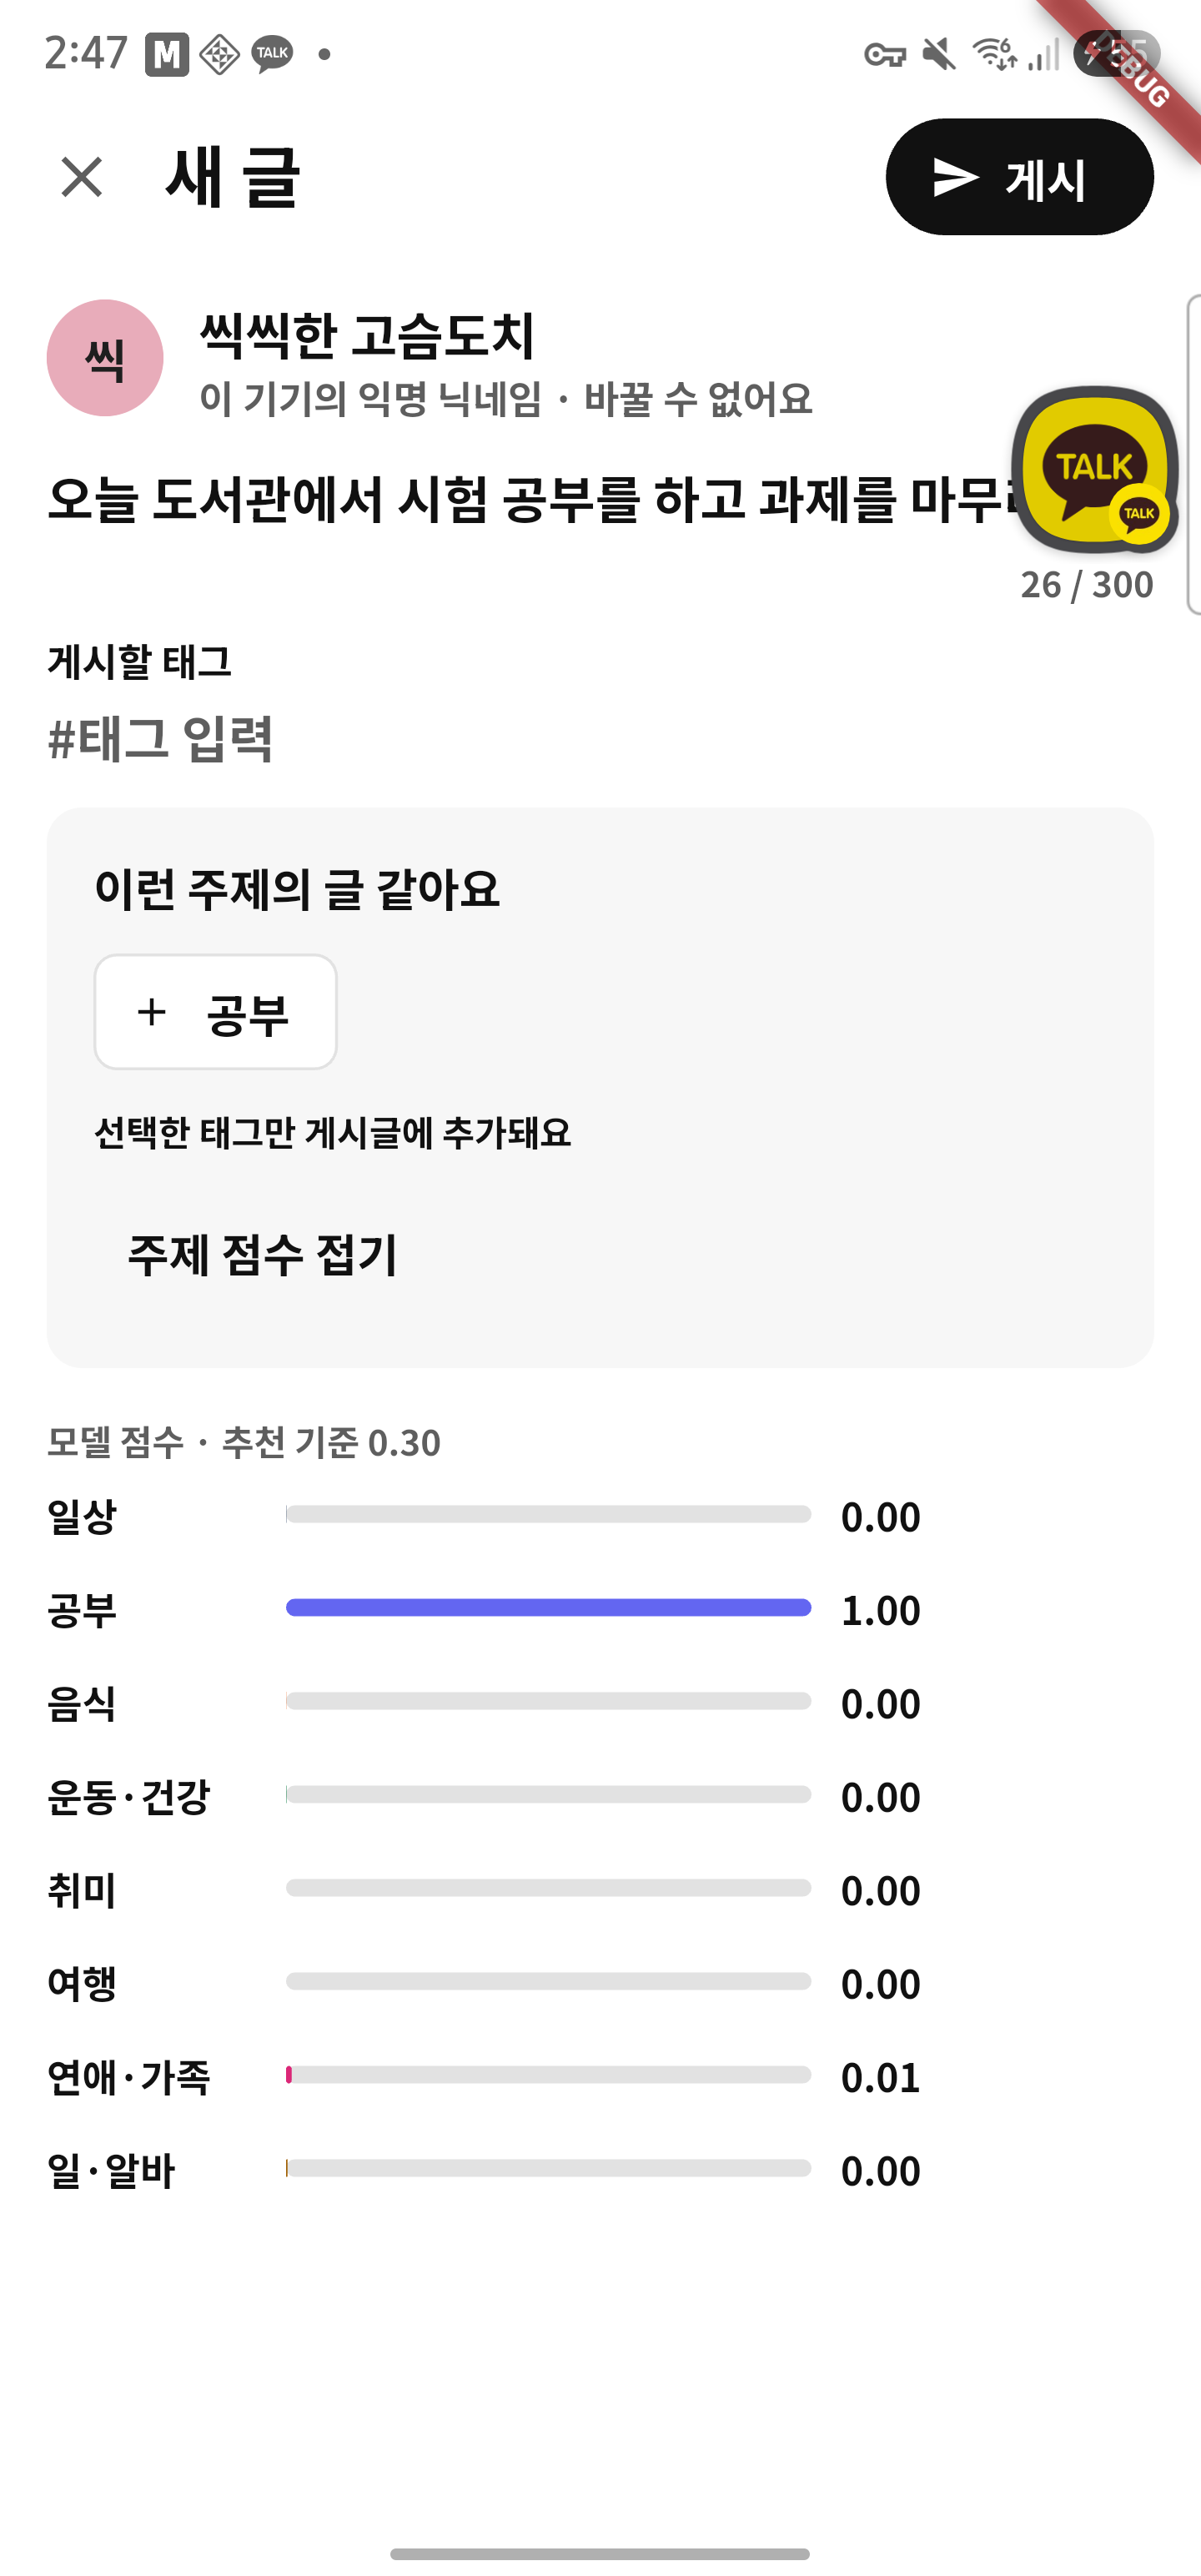 2:47 M TALK
DEBUG
새 글
게시
씩
씩씩한 고슴도치
이 기기의 익명 닉네임 · 바꿀 수 없어요
TALK
TALK
오늘 도서관에서 시험 공부를 하고 과제를
26 / 300
게시할 태그
#태그 입력
이런 주제의 글 같아요
+ 공부
선택한 태그만 게시글에 추가돼요
주제 점수 접기
모델 점수 · 추천 기준 0.30
일상 0.00
공부 1.00
음식 0.00
운동·건강 0.00
취미 0.00
여행 0.00
연애·가족 0.01
일·알바 0.00